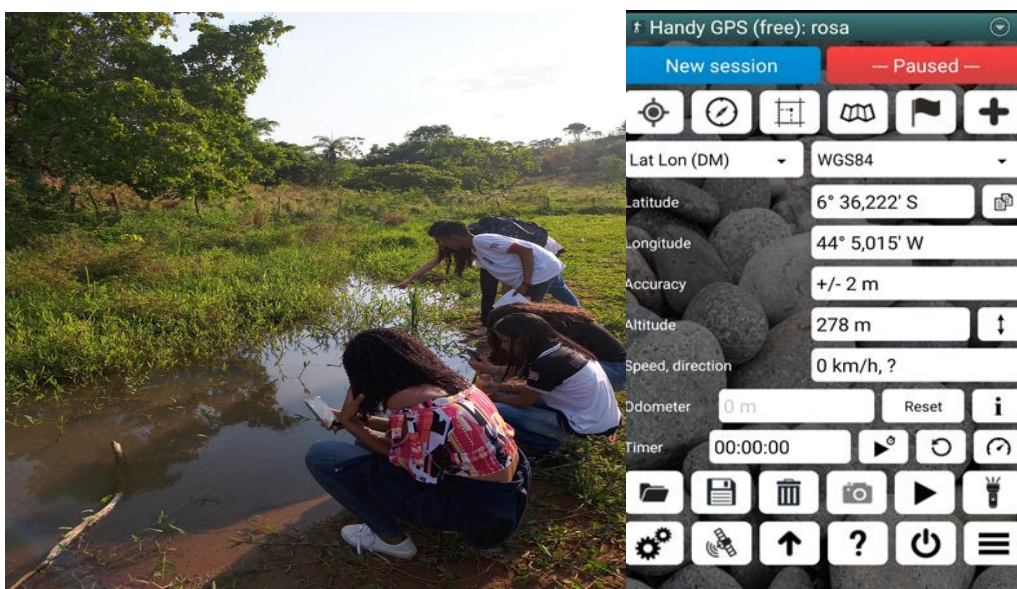 Handy GPS (free): rosa
New session
--- Paused ---
Lat Lon (DM)
WGS84
Latitude
6° 36,222' S
Longitude
44° 5,015' W
Accuracy
+/- 2 m
Altitude
278 m
Speed, direction
0 km/h, ?
Odometer
0 m
Reset
i
Timer
00:00:00
?